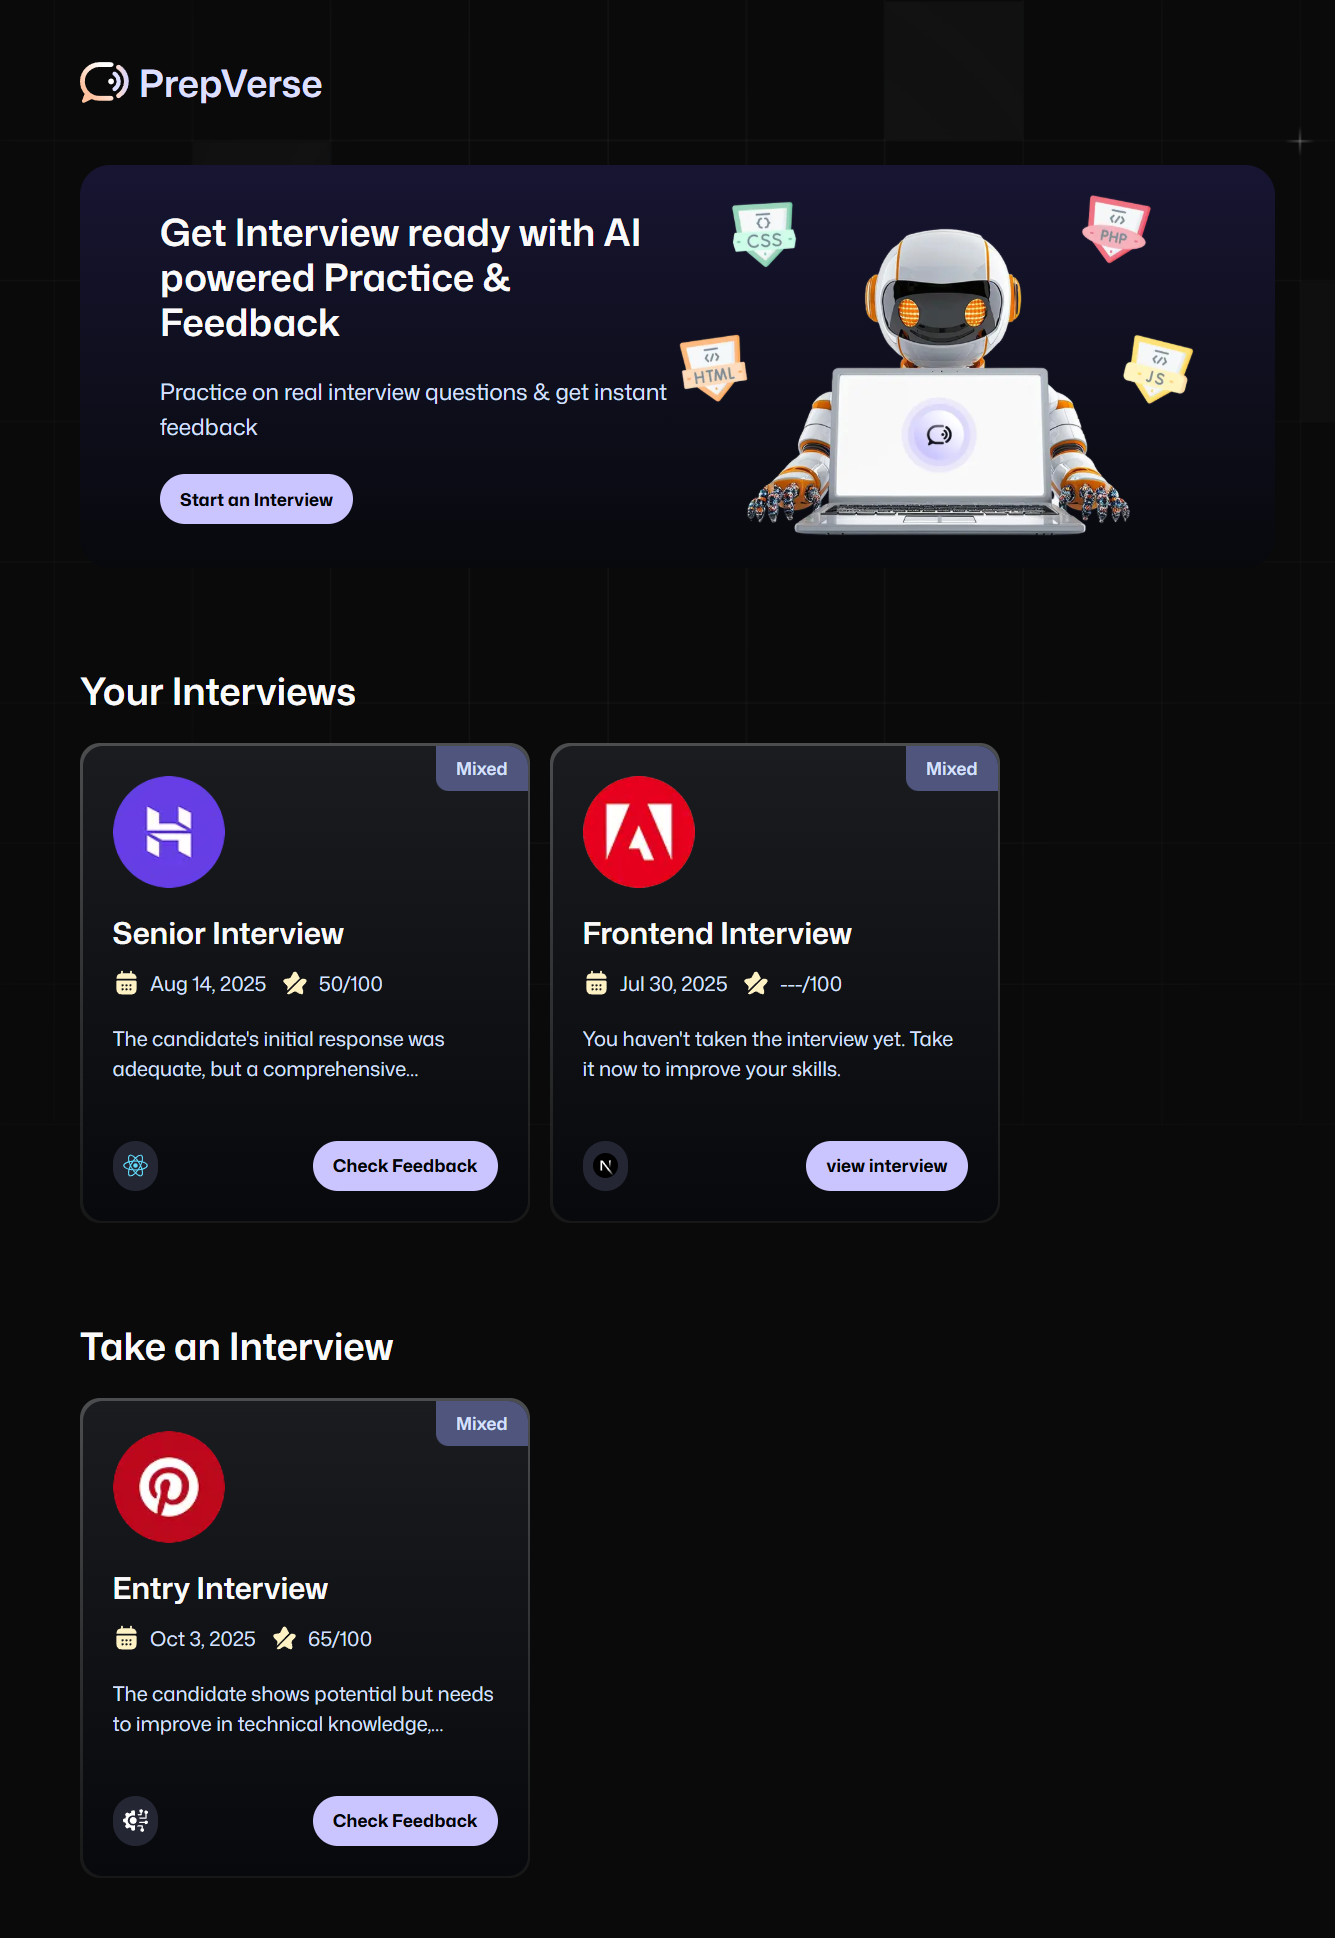 PrepVerse
Get Interview ready with AI
powered Practice &
Feedback
Practice on real interview questions & get instant
feedback
Start an Interview
CSS
PHP
HTML
JS
Your Interviews
Mixed
Senior Interview
Aug 14, 2025 50/100
The candidate's initial response was
adequate, but a comprehensive...
Check Feedback
Mixed
Frontend Interview
Jul 30, 2025 ---/100
You haven't taken the interview yet. Take
it now to improve your skills.
N
view interview
Take an Interview
Mixed
Entry Interview
Oct 3, 2025 65/100
The candidate shows potential but needs
to improve in technical knowledge,...
Check Feedback